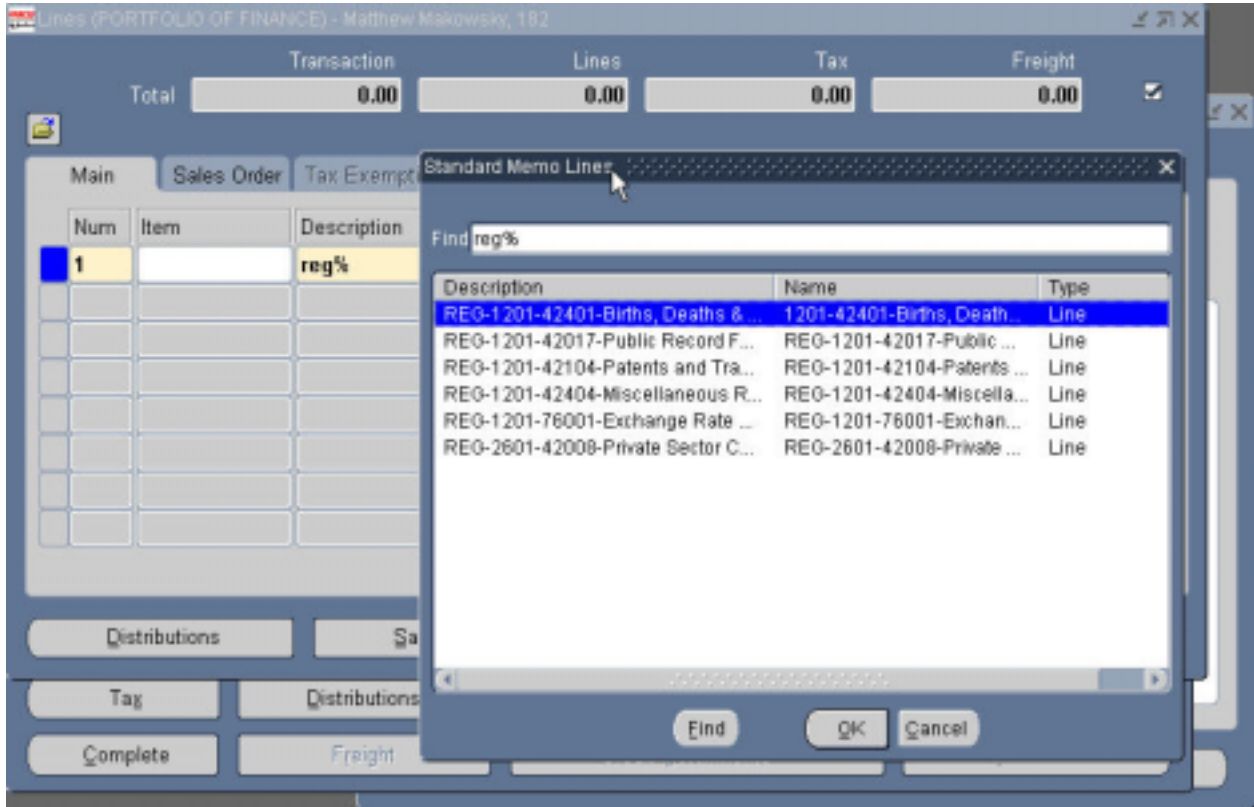 Lines (PORTFOLIO OF FINANCE) - Matthew Makowsky, 182
Transaction Lines Tax Freight
Total 0.00 0.00 0.00 0.00
Main Sales Order Tax Exempti
Num Item Description
1 reg%
Standard Memo Lines
Find reg%
Description Name Type
REG-1201-42401-Births, Deaths &... 1201-42401-Births, Death... Line
REG-1201-42017-Public Record F... REG-1201-42017-Public ... Line
REG-1201-42104-Patents and Tra... REG-1201-42104-Patents ... Line
REG-1201-42404-Miscellaneous R... REG-1201-42404-Miscella... Line
REG-1201-76001-Exchange Rate ... REG-1201-76001-Exchan... Line
REG-2601-42008-Private Sector C... REG-2601-42008-Private ... Line
Find OK Cancel
Distributions Sa
Tax Distributions
Complete Freight